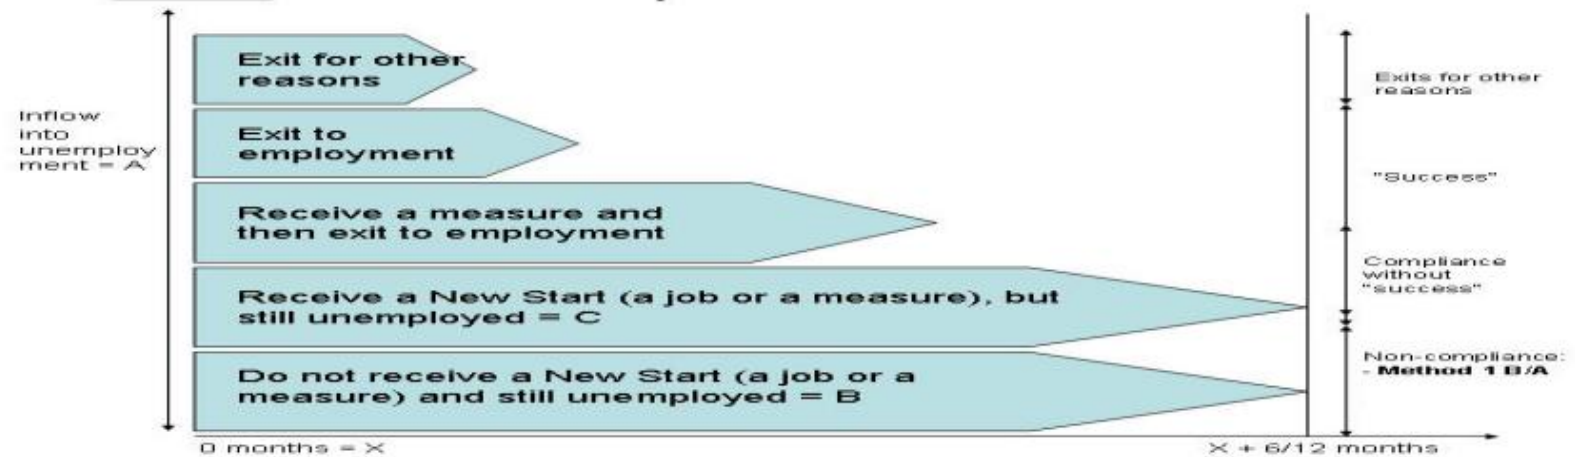 Inflow
into
unemploy
ment = A
Exit for other
reasons
Exit to
employment
Receive a measure and
then exit to employment
Receive a New Start (a job or a measure), but
still unemployed = C
Do not receive a New Start (a job or a
measure) and still unemployed = B
Exits for other
reasons
"Success"
Compliance
without
"success"
Non-compliance:
- Method 1 B/A
0 months = X
X + 6/12 months